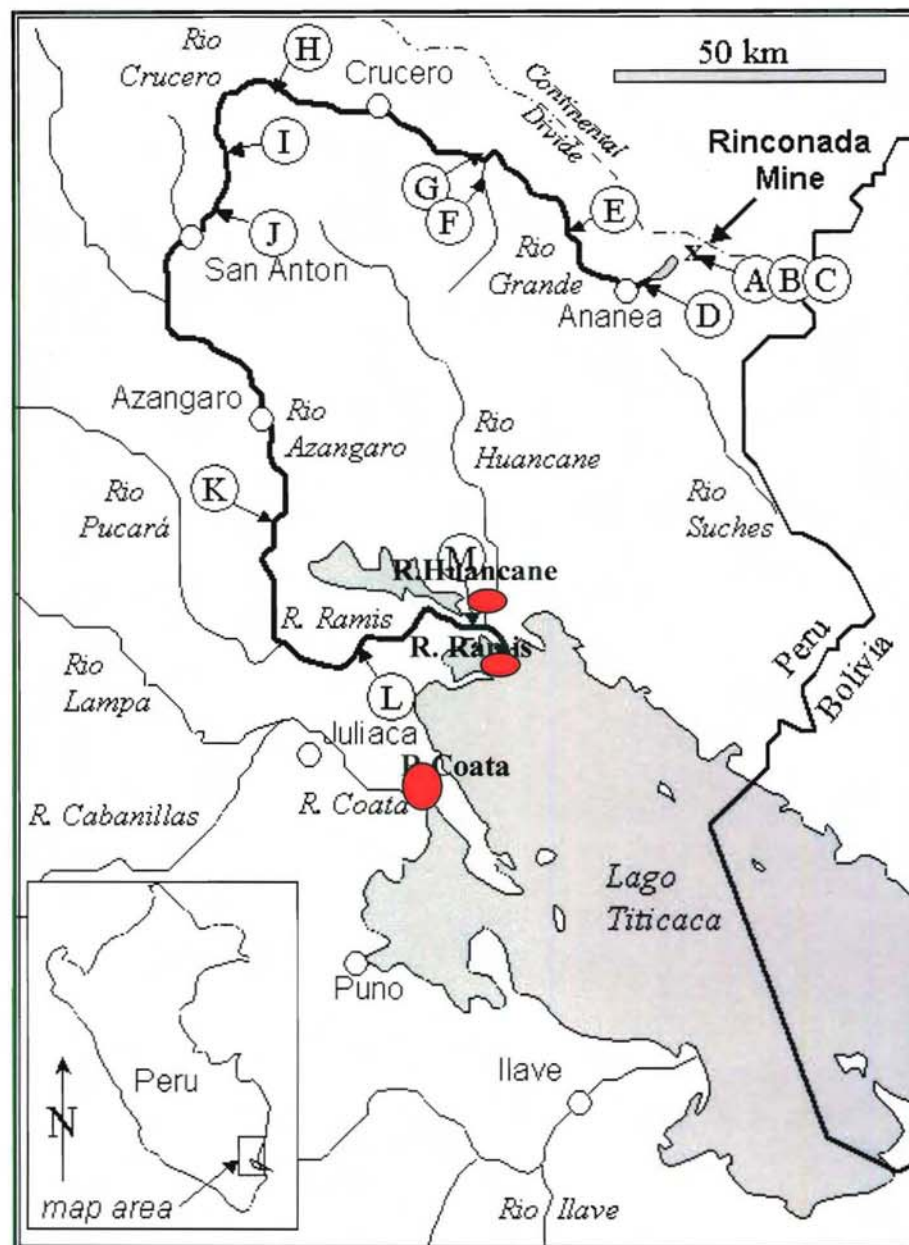 Rio
Crucero
H
Crucero
50 km
Continental
Divide
Rinconada
Mine
I
G
F
E
J
San Anton
Rio
Grande
x
A
B
C
Ananea
D
Azangaro
Rio
Azangaro
Rio
Huancane
Rio
Pucará
K
Rio
Suches
M
R.Huancane
R. Ramis
R. Ramis
Rio
Lampa
L
Peru
Bolivia
Juliaca
R. Coata
R. Cabanillas
Lago
Titicaca
Puno
Ilave
Peru
N
map area
Rio Ilave